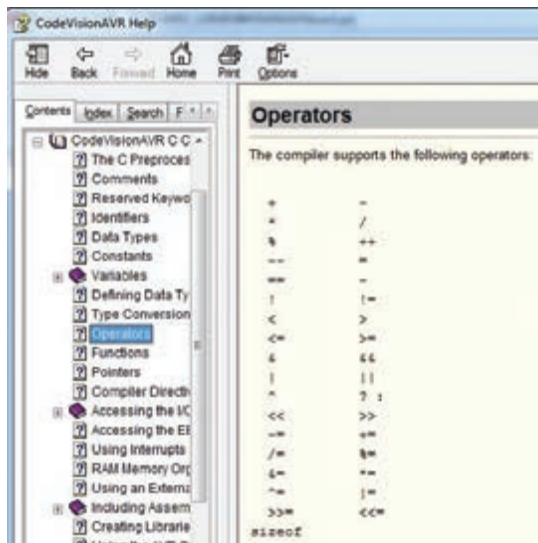 CodeVisionAVR Help
Hide Back Forward Home Print Options
Contents Index Search F
CodeVisionAVR C C
The C Preproces
Comments
Reserved Keywo
Identifiers
Data Types
Constants
Variables
Defining Data Ty
Type Conversion
Operators
Functions
Pointers
Compiler Directiv
Accessing the I/O
Accessing the EE
Using Interrupts
RAM Memory Org
Using an Externa
Including Assem
Creating Librarie
Operators
The compiler supports the following operators:
+ -
* /
% ++
-- =
== ~
! !=
< >
<= >=
& &&
| ||
^ ? :
<< >>
-= +=
/= %=
&= *=
^= |=
>>= <<=
sizeof